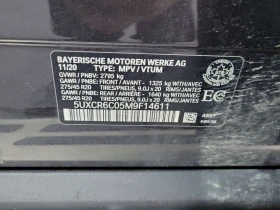 BAYERISCHE MOTOREN WERKE AG
11/20 TYPE: MPV / VTUM
GVWR / PNBV: 2795 kg
GAWR / PNBE: FRONT / AVANT - 1325 kg WITH/AVEC
275/45 R20 TIRES/PNEUS, 9.0J x 20 RIMS/JANTES
GAWR / PNBE: REAR / ARRIÈRE - 1640 kg WITH/AVEC
275/45 R20 TIRES/PNEUS, 9.0J x 20 RIMS/JANTES
5UXCR6C05M9F14611
EC